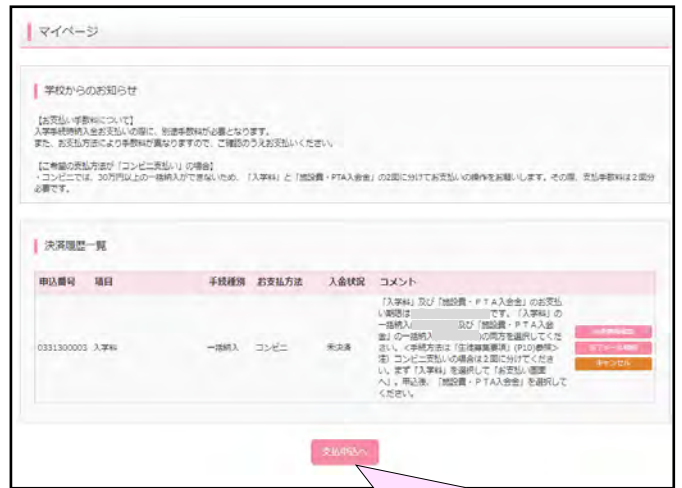 マイページ
学校からのお知らせ
【お支払い手数料について】
入学手続時納入金お支払いの際に、別途手数料が必要となります。
また、お支払方法により手数料が異なりますので、ご確認のうえお支払いください。
【ご希望の支払方法が「コンビニ支払い」の場合】
・コンビニでは、30万円以上の一括納入ができないため、「入学料」と「施設費・PTA入会金」の2回に分けてお支払いの操作をお願いします。その際、支払手数料は2回分
必要です。
決済履歴一覧
申込番号 項目 手続種別 お支払方法 入金状況 コメント
「入学料」及び「施設費・ＰＴＡ入会金」のお支払
い期限は です。「入学料」の
一括納入( 及び「施設費・ＰＴＡ入会
金」の一括納入 )の両方を選択してくだ
さい。<手続方法は「生徒募集要項」(P10)参照>
0331300003 入学料 一括納入 コンビニ 未決済
注）コンビニ支払いの場合は2回に分けてくださ
い。まず「入学料」を選択して「お支払い画面
へ」。申込後、「施設費・ＰＴＡ入会金」を選択して
ください。
キャンセル
支払申込へ